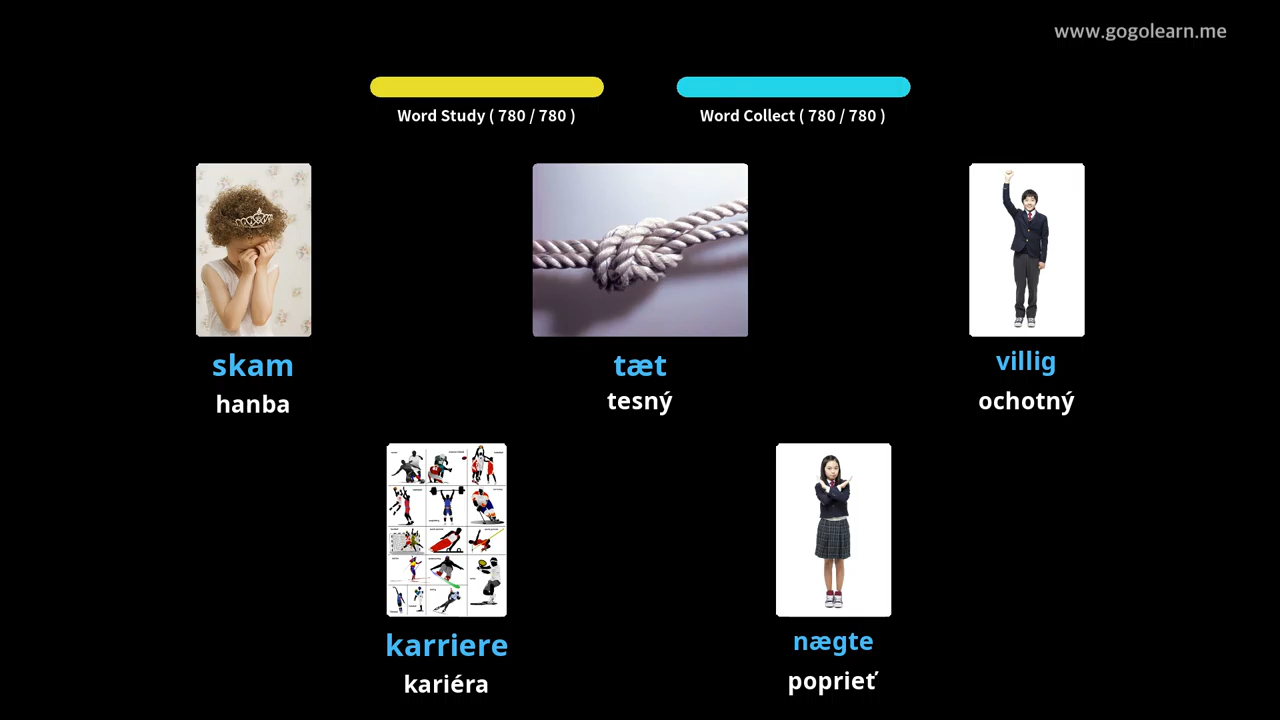 www.gogolearn.me
Word Study ( 780 / 780 )
Word Collect ( 780 / 780 )
skam
hanba
tæt
tesný
villig
ochotný
karriere
kariéra
nægte
poprieť